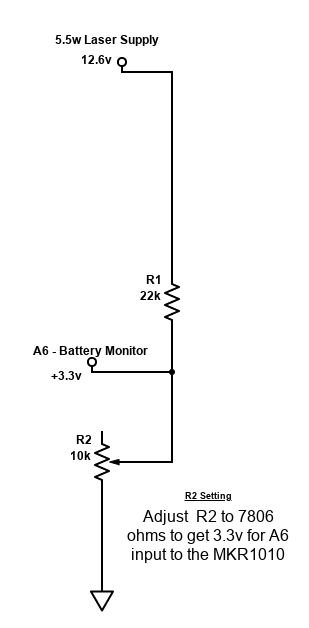 5.5w Laser Supply
12.6v
R1
22k
A6 - Battery Monitor
+3.3v
R2
10k
R2 Setting
Adjust R2 to 7806
ohms to get 3.3v for A6
input to the MKR1010